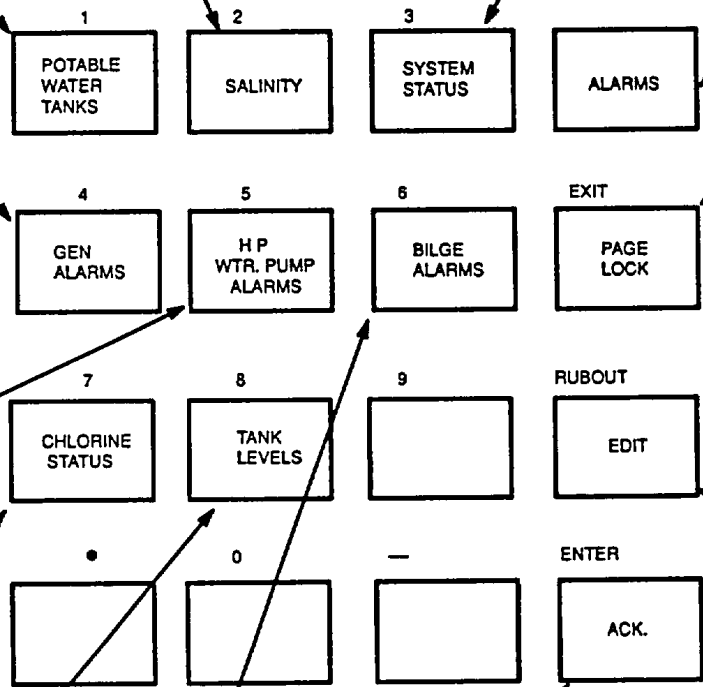 1 2 3
POTABLE
WATER
TANKS
SALINITY
SYSTEM
STATUS
ALARMS
4 5 6 EXIT
GEN
ALARMS
H P
WTR. PUMP
ALARMS
BILGE
ALARMS
PAGE
LOCK
7 8 9 RUBOUT
CHLORINE
STATUS
TANK
LEVELS
EDIT
• 0 — ENTER
ACK.